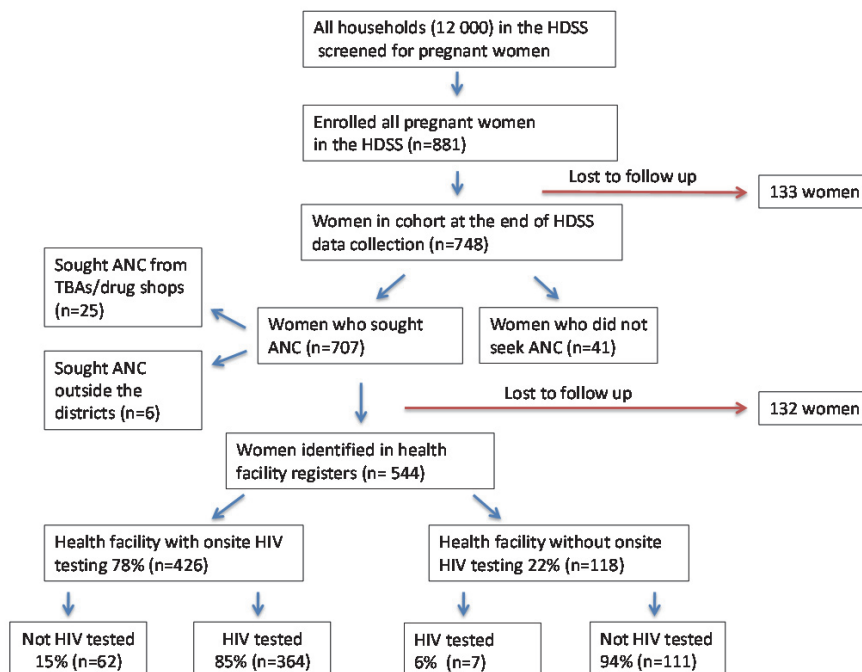 All households (12 000) in the HDSS
screened for pregnant women
Enrolled all pregnant women
in the HDSS (n=881)
Lost to follow up
133 women
Women in cohort at the end of HDSS
data collection (n=748)
Sought ANC from
TBAs/drug shops
(n=25)
Women who sought
ANC (n=707)
Women who did not
seek ANC (n=41)
Sought ANC
outside the
districts (n=6)
Lost to follow up
132 women
Women identified in health
facility registers (n= 544)
Health facility with onsite HIV
testing 78% (n=426)
Health facility without onsite
HIV testing 22% (n=118)
Not HIV tested
15% (n=62)
HIV tested
85% (n=364)
HIV tested
6% (n=7)
Not HIV tested
94% (n=111)